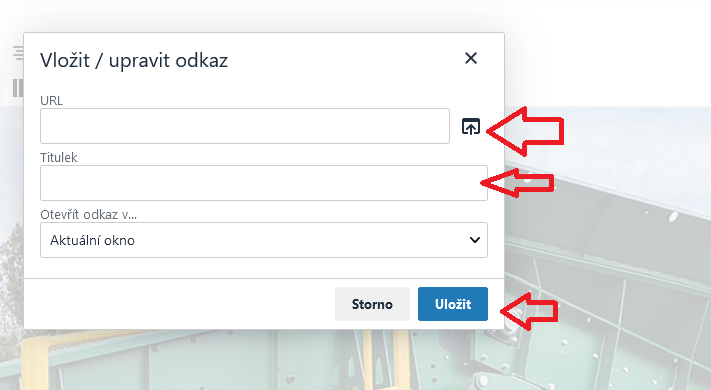 Vložit / upravit odkaz
URL
Titulek
Otevřít odkaz v...
Aktuální okno
Storno
Uložit